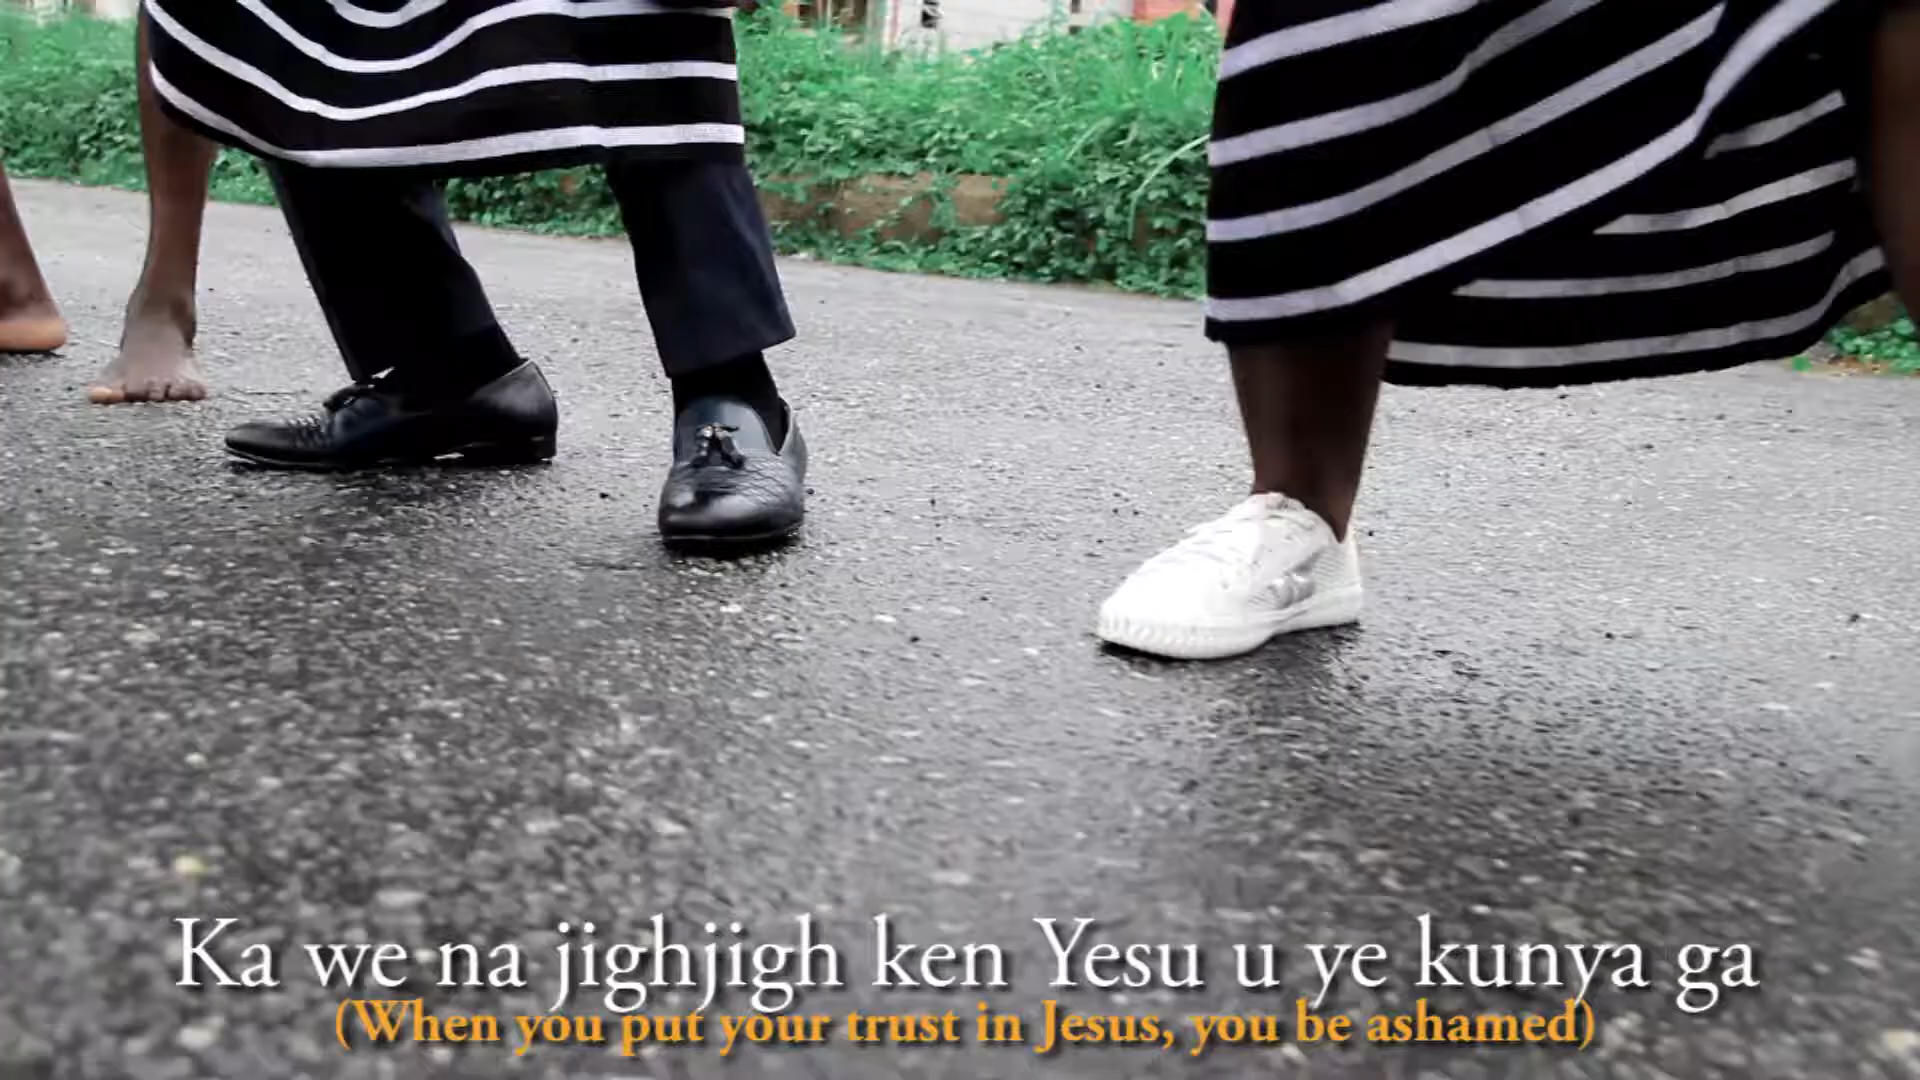 Ka we na jighjigh ken Yesu u ye kunya ga
(When you put your trust in Jesus, you be ashamed)